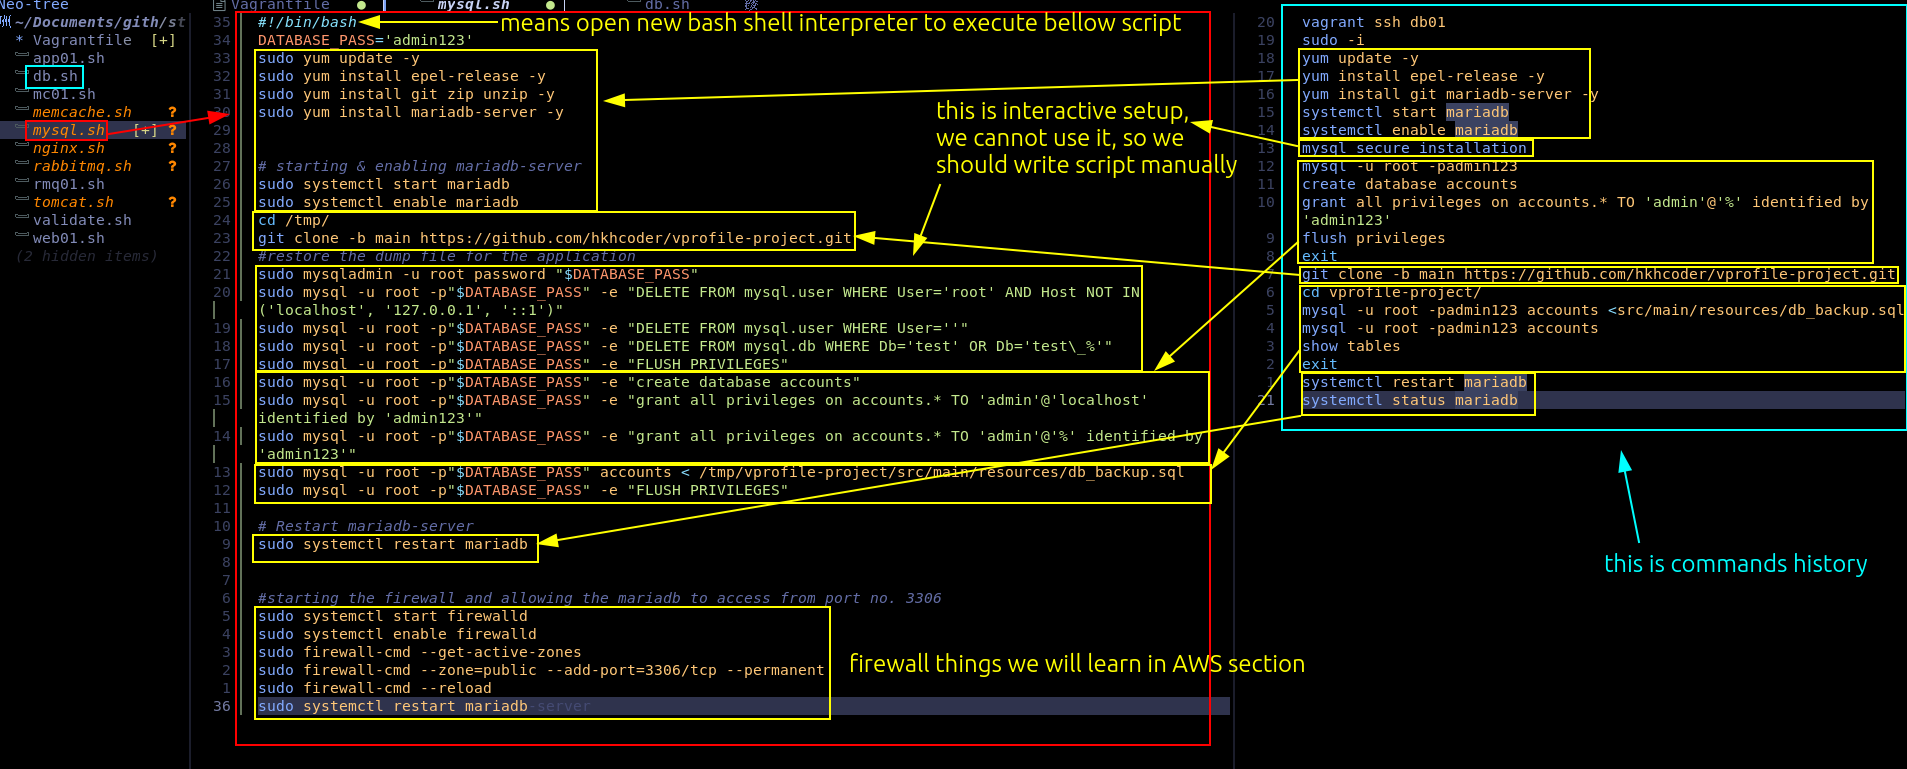 Neo-tree
~/Documents/gith/st
* Vagrantfile [+]
app01.sh
db.sh
mc01.sh
memcache.sh ?
mysql.sh [+] ?
nginx.sh ?
rabbitmq.sh ?
rmq01.sh
tomcat.sh ?
validate.sh
web01.sh
(2 hidden items)
Vagrantfile ● mysql.sh ● db.sh
35 #!/bin/bash
means open new bash shell interpreter to execute bellow script
34 DATABASE_PASS='admin123'
33 sudo yum update -y
32 sudo yum install epel-release -y
31 sudo yum install git zip unzip -y
30 sudo yum install mariadb-server -y
29
28
27 # starting & enabling mariadb-server
26 sudo systemctl start mariadb
25 sudo systemctl enable mariadb
24 cd /tmp/
23 git clone -b main https://github.com/hkhcoder/vprofile-project.git
22 #restore the dump file for the application
21 sudo mysqladmin -u root password "$DATABASE_PASS"
20 sudo mysql -u root -p"$DATABASE_PASS" -e "DELETE FROM mysql.user WHERE User='root' AND Host NOT IN
('localhost', '127.0.0.1', '::1')"
19 sudo mysql -u root -p"$DATABASE_PASS" -e "DELETE FROM mysql.user WHERE User=''"
18 sudo mysql -u root -p"$DATABASE_PASS" -e "DELETE FROM mysql.db WHERE Db='test' OR Db='test\_%'"
17 sudo mysql -u root -p"$DATABASE_PASS" -e "FLUSH PRIVILEGES"
16 sudo mysql -u root -p"$DATABASE_PASS" -e "create database accounts"
15 sudo mysql -u root -p"$DATABASE_PASS" -e "grant all privileges on accounts.* TO 'admin'@'localhost'
identified by 'admin123'"
14 sudo mysql -u root -p"$DATABASE_PASS" -e "grant all privileges on accounts.* TO 'admin'@'%' identified by
'admin123'"
13 sudo mysql -u root -p"$DATABASE_PASS" accounts < /tmp/vprofile-project/src/main/resources/db_backup.sql
12 sudo mysql -u root -p"$DATABASE_PASS" -e "FLUSH PRIVILEGES"
11
10 # Restart mariadb-server
9 sudo systemctl restart mariadb
8
7
6 #starting the firewall and allowing the mariadb to access from port no. 3306
5 sudo systemctl start firewalld
4 sudo systemctl enable firewalld
3 sudo firewall-cmd --get-active-zones
2 sudo firewall-cmd --zone=public --add-port=3306/tcp --permanent
1 sudo firewall-cmd --reload
36 sudo systemctl restart mariadb-server
this is interactive setup,
we cannot use it, so we
should write script manually
firewall things we will learn in AWS section
20 vagrant ssh db01
19 sudo -i
18 yum update -y
17 yum install epel-release -y
16 yum install git mariadb-server -y
15 systemctl start mariadb
14 systemctl enable mariadb
13 mysql secure installation
12 mysql -u root -padmin123
11 create database accounts
10 grant all privileges on accounts.* TO 'admin'@'%' identified by
'admin123'
9 flush privileges
8 exit
7 git clone -b main https://github.com/hkhcoder/vprofile-project.git
6 cd vprofile-project/
5 mysql -u root -padmin123 accounts <src/main/resources/db_backup.sql
4 mysql -u root -padmin123 accounts
3 show tables
2 exit
1 systemctl restart mariadb
21 systemctl status mariadb
this is commands history